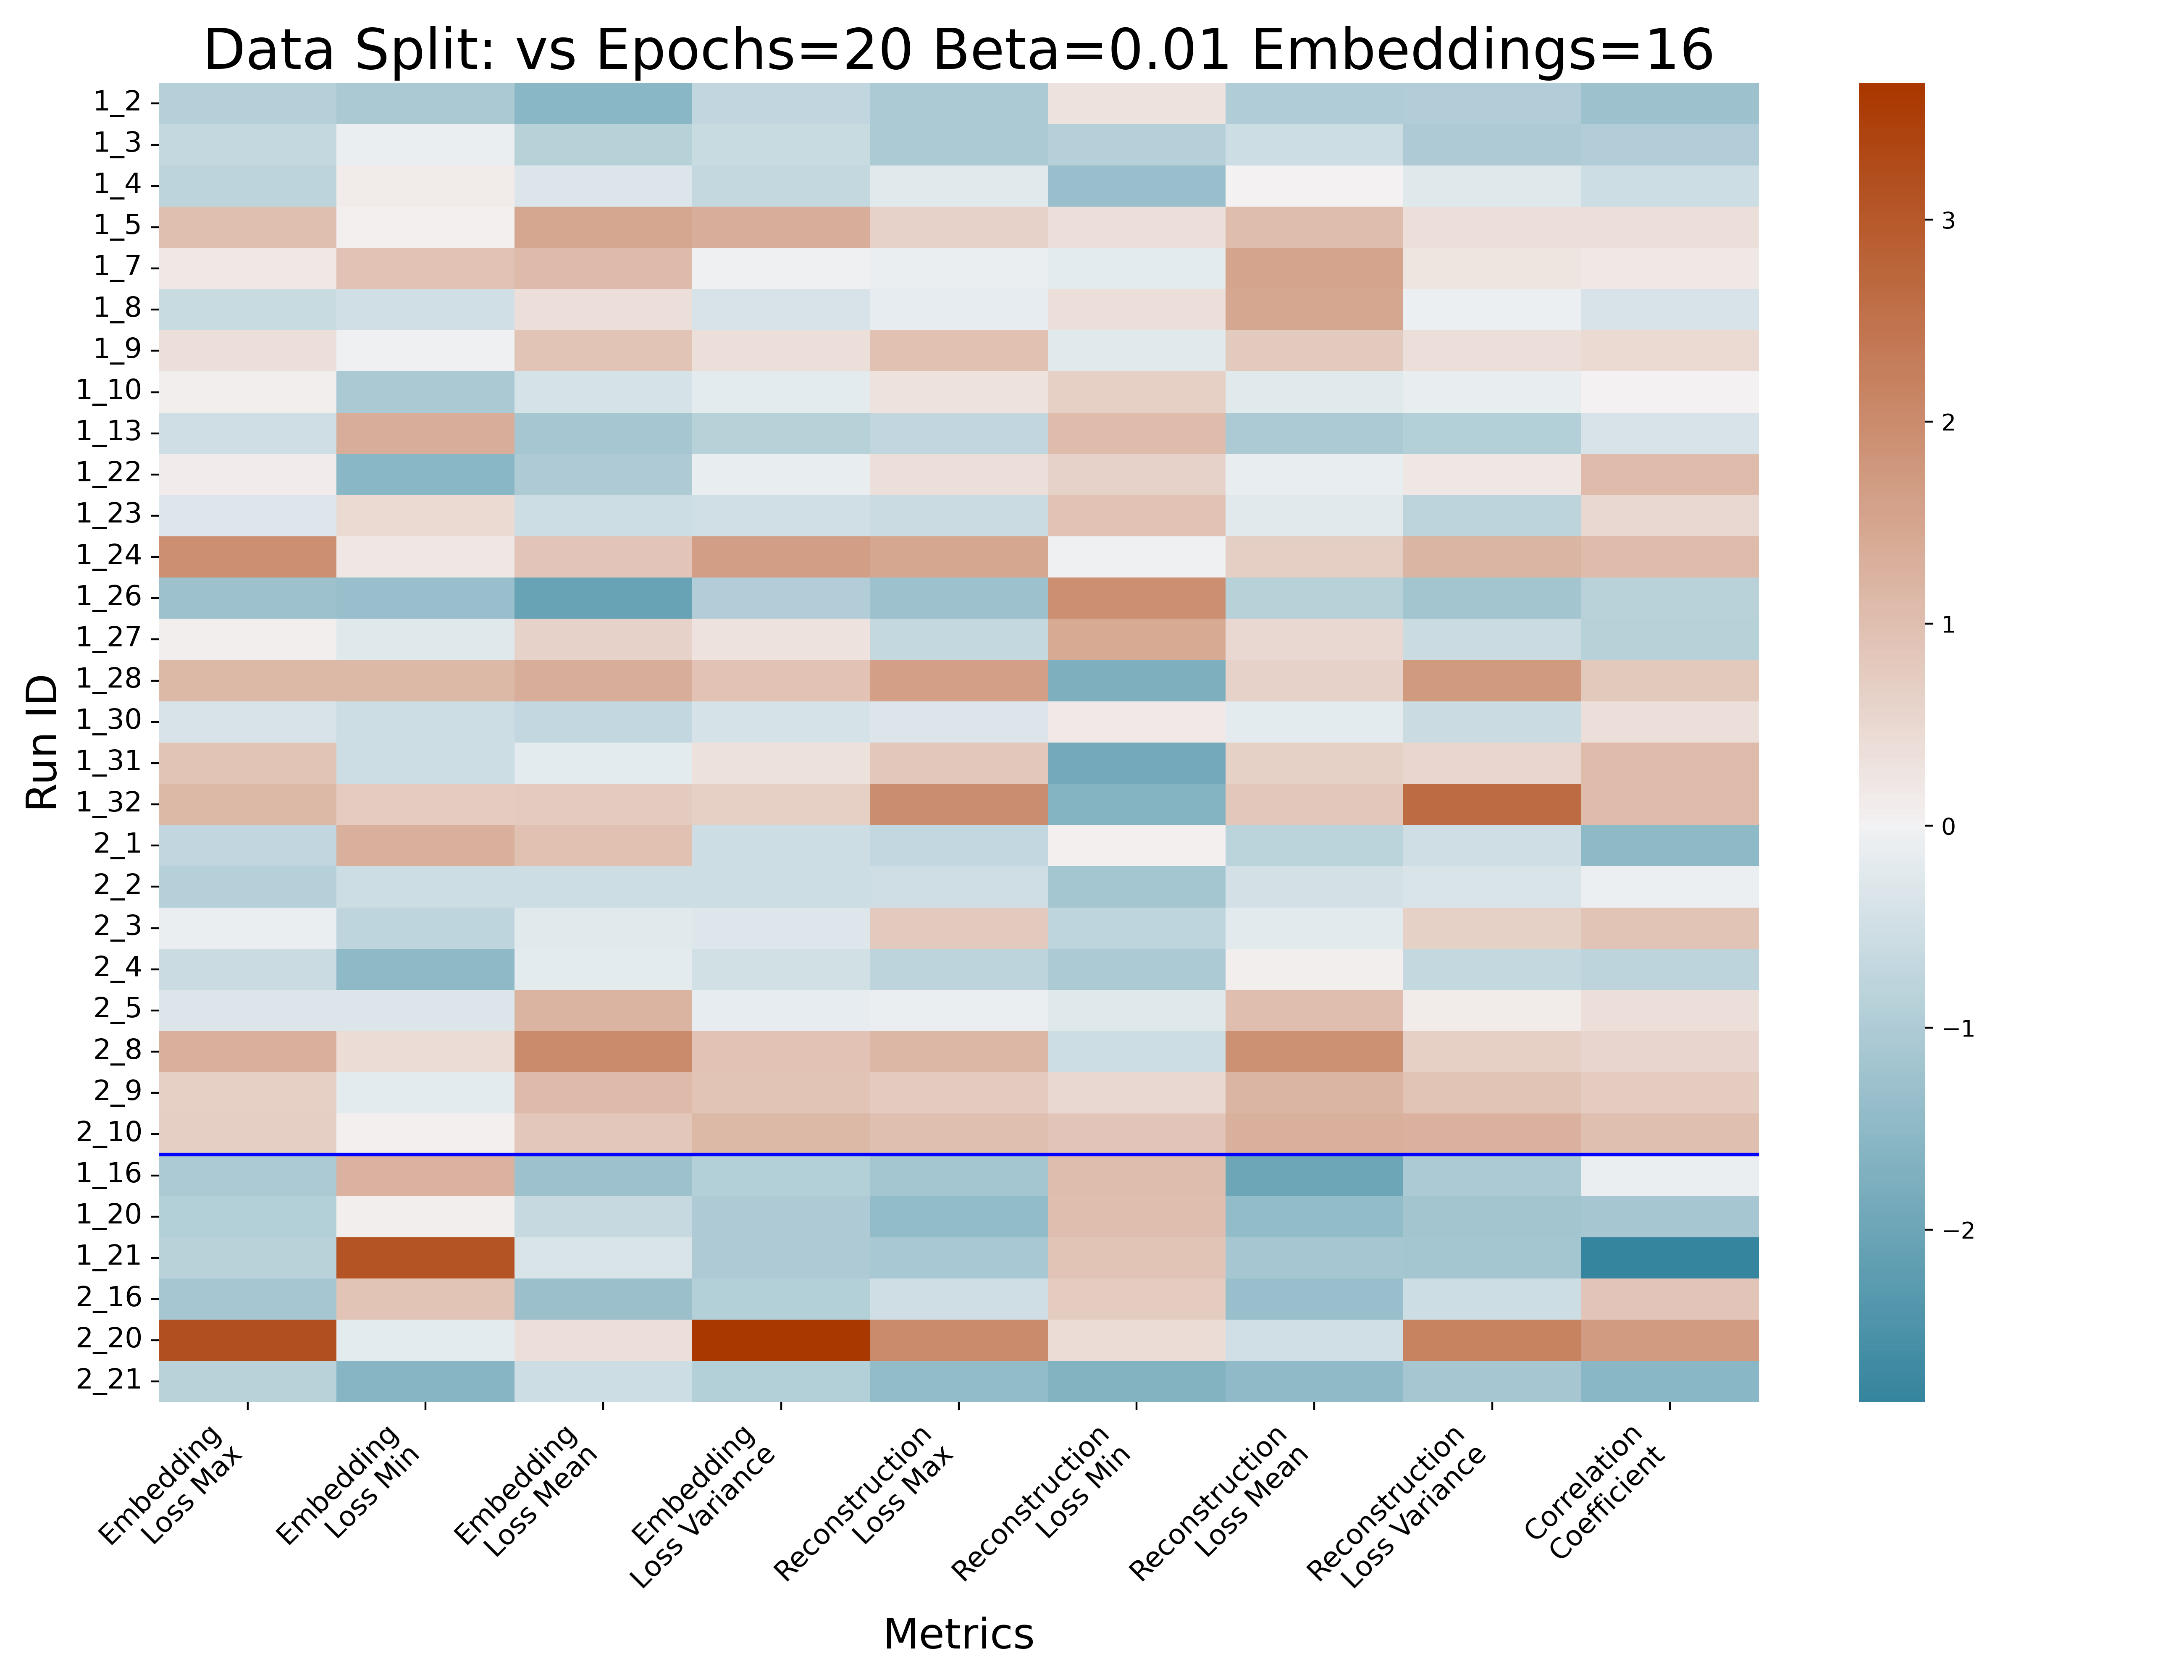 Data Split: vs Epochs=20 Beta=0.01 Embeddings=16
Run ID
1_2
1_3
1_4
1_5
1_7
1_8
1_9
1_10
1_13
1_22
1_23
1_24
1_26
1_27
1_28
1_30
1_31
1_32
2_1
2_2
2_3
2_4
2_5
2_8
2_9
2_10
1_16
1_20
1_21
2_16
2_20
2_21
Embedding
Loss Max
Embedding
Loss Min
Embedding
Loss Mean
Embedding
Loss Variance
Reconstruction
Loss Max
Reconstruction
Loss Min
Reconstruction
Loss Mean
Reconstruction
Loss Variance
Correlation
Coefficient
Metrics
3
2
1
0
−1
−2